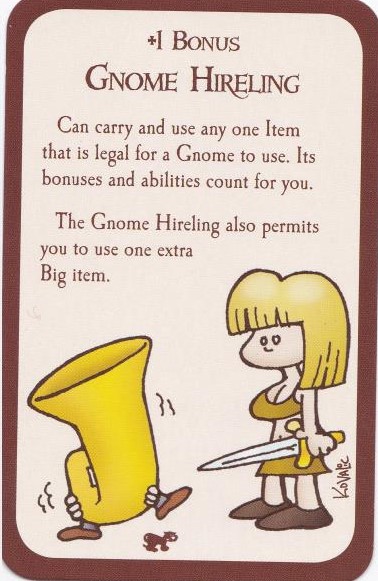 +1 Bonus
Gnome Hireling
Can carry and use any one Item
that is legal for a Gnome to use. Its
bonuses and abilities count for you.
The Gnome Hireling also permits
you to use one extra
Big item.
Kovalic